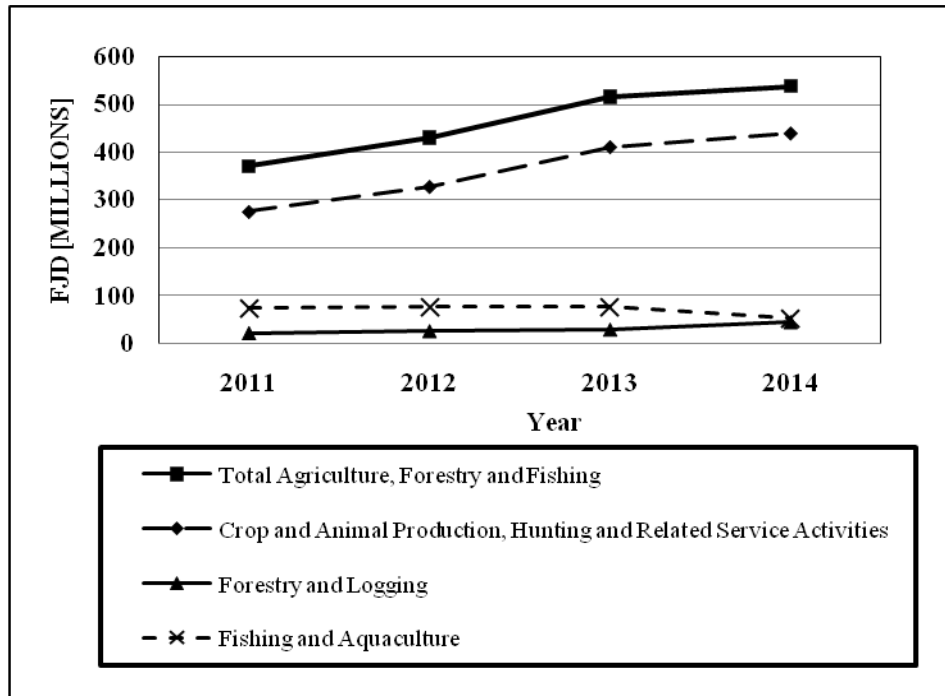 600
500
400
300
200
100
0
FJD [MILLIONS]
2011 2012 2013 2014
Year
Total Agriculture, Forestry and Fishing
Crop and Animal Production, Hunting and Related Service Activities
Forestry and Logging
Fishing and Aquaculture